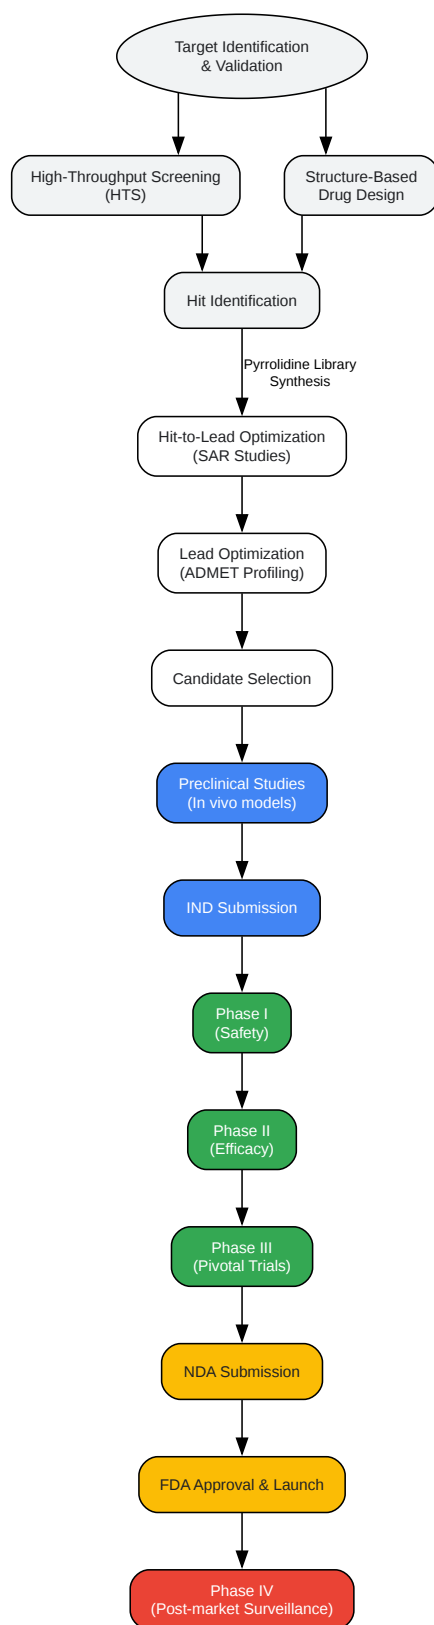 Target Identification
& Validation
High-Throughput Screening
(HTS)
Structure-Based
Drug Design
Hit Identification
Pyrrolidine Library
Synthesis
Hit-to-Lead Optimization
(SAR Studies)
Lead Optimization
(ADMET Profiling)
Candidate Selection
Preclinical Studies
(In vivo models)
IND Submission
Phase I
(Safety)
Phase II
(Efficacy)
Phase III
(Pivotal Trials)
NDA Submission
FDA Approval & Launch
Phase IV
(Post-market Surveillance)